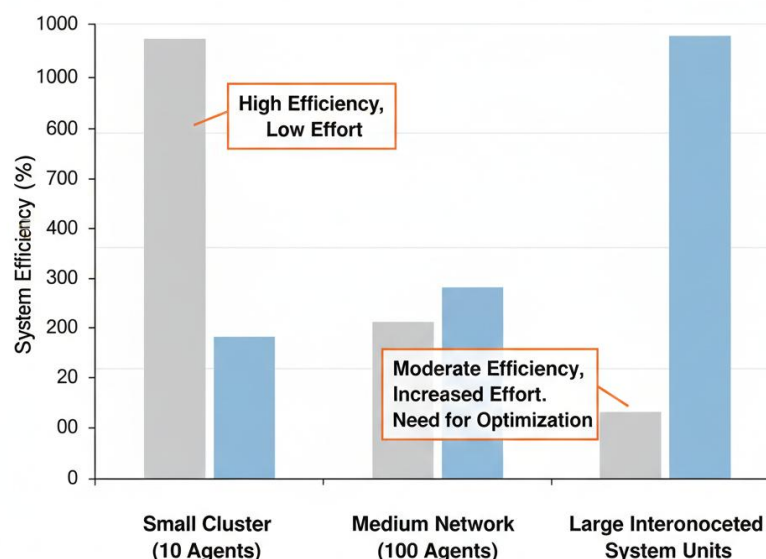 System Efficiency (%)
1000
1000
600
700
400
300
200
20
00
0
High Efficiency,
Low Effort
Moderate Efficiency,
Increased Effort.
Need for Optimization
Small Cluster
(10 Agents)
Medium Network
(100 Agents)
Large Interonoceted
System Units